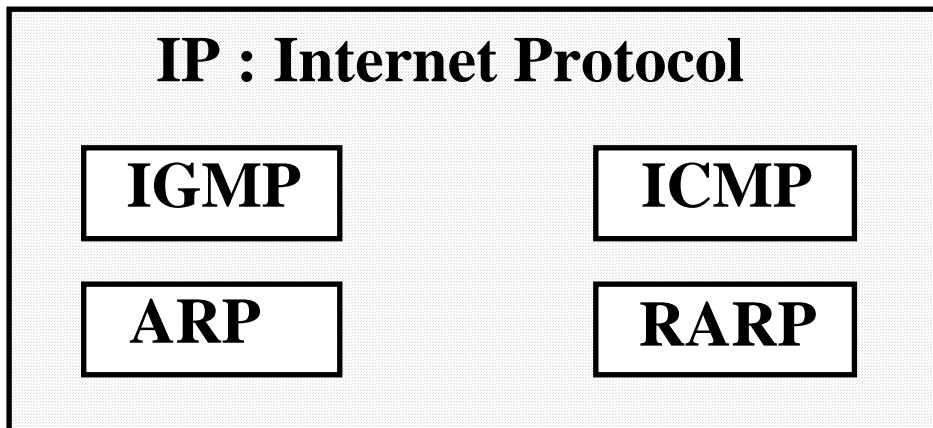 IP : Internet Protocol
IGMP
ICMP
ARP
RARP